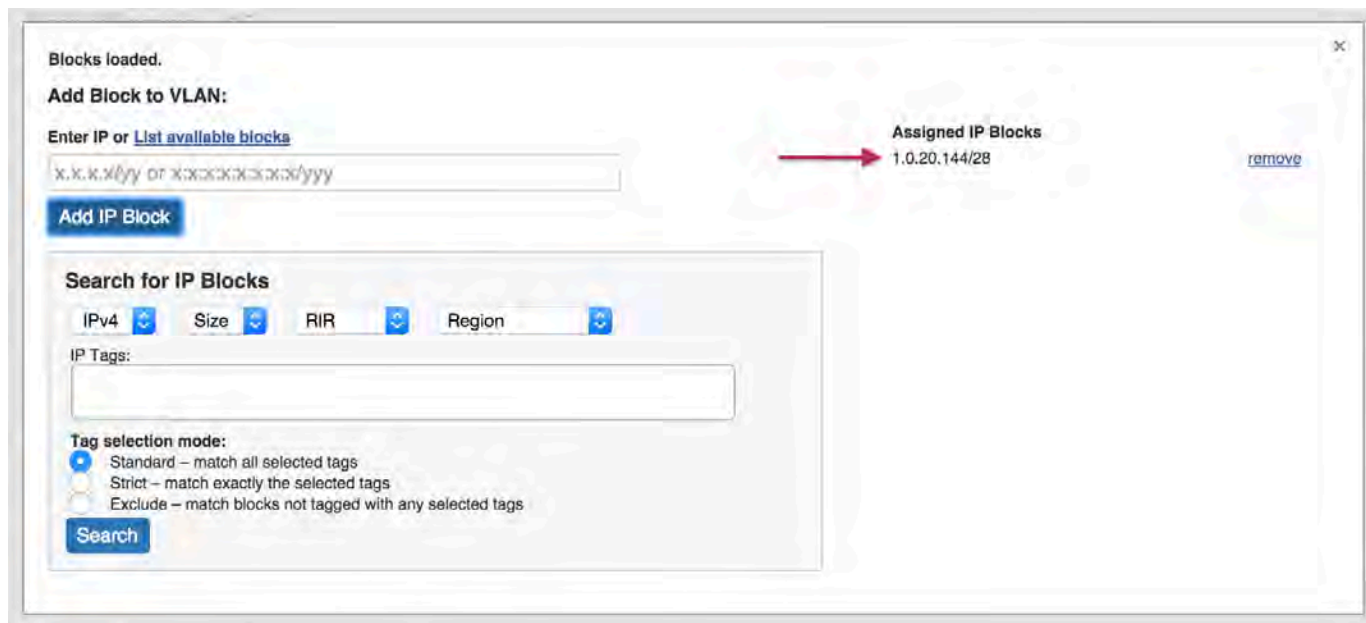 Blocks loaded.
Add Block to VLAN:
Enter IP or List available blocks
x.x.x.x/yy or x:x:x:x:x:x:x:x/yyy
Add IP Block
Assigned IP Blocks
1.0.20.144/28 remove
Search for IP Blocks
IPv4 Size RIR Region
IP Tags:
Tag selection mode:
Standard – match all selected tags
Strict – match exactly the selected tags
Exclude – match blocks not tagged with any selected tags
Search